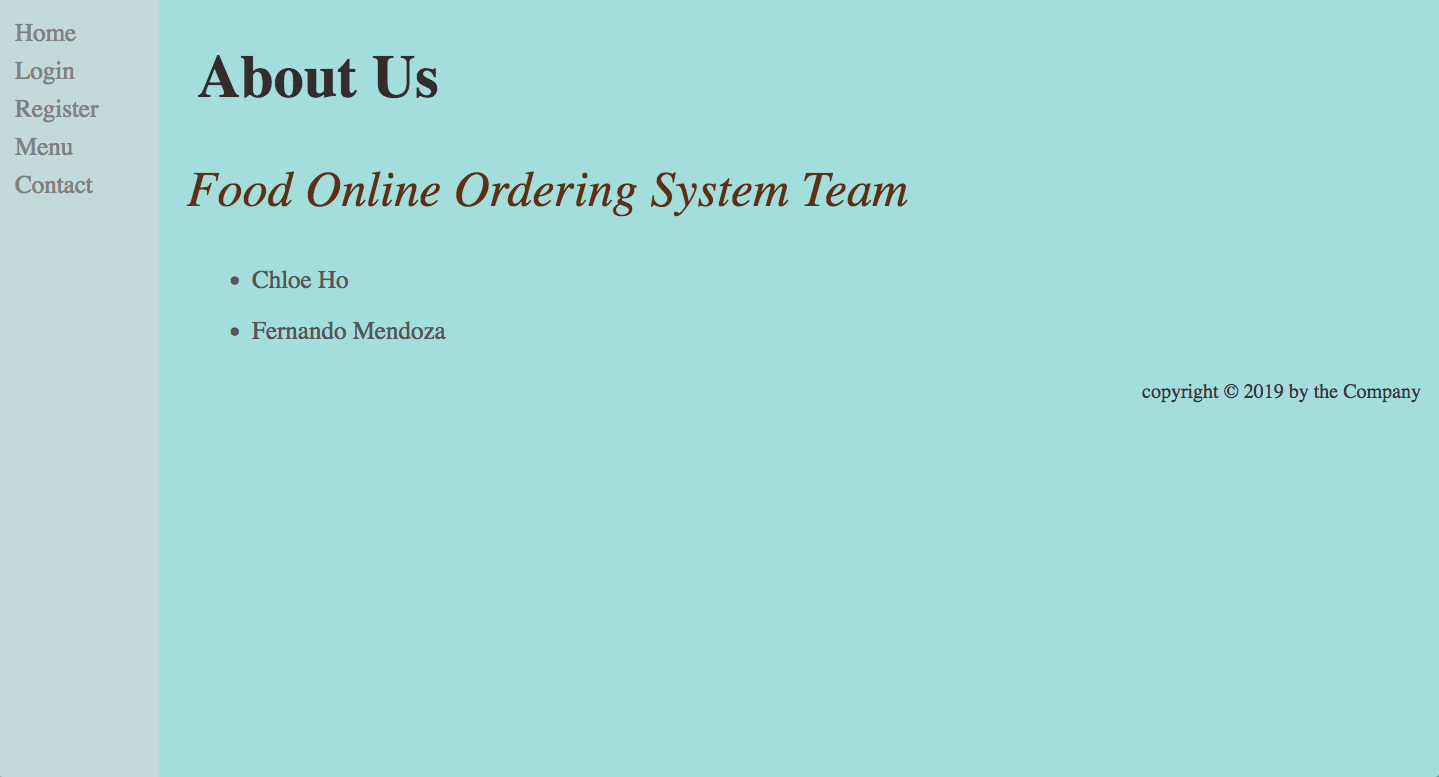 Home
Login
Register
Menu
Contact
About Us
Food Online Ordering System Team
Chloe Ho
Fernando Mendoza
copyright © 2019 by the Company